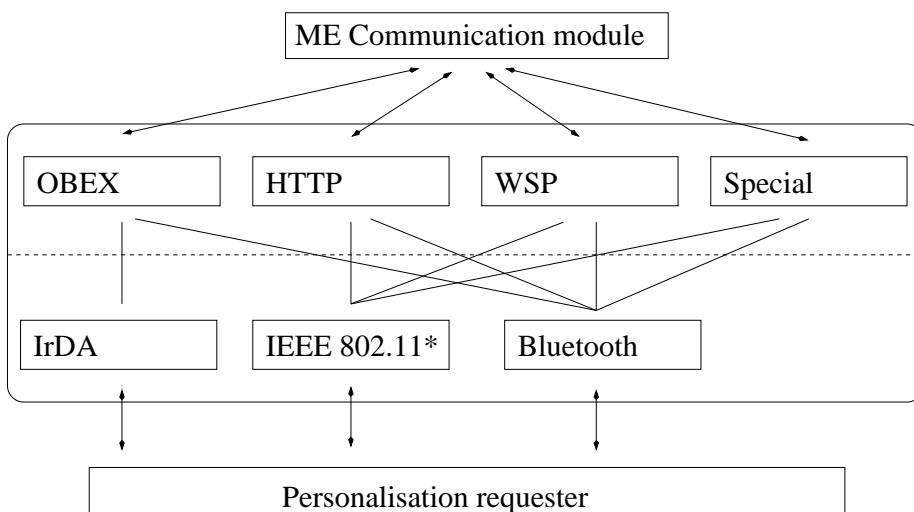 ME Communication module
OBEX
HTTP
WSP
Special
IrDA
IEEE 802.11*
Bluetooth
Personalisation requester